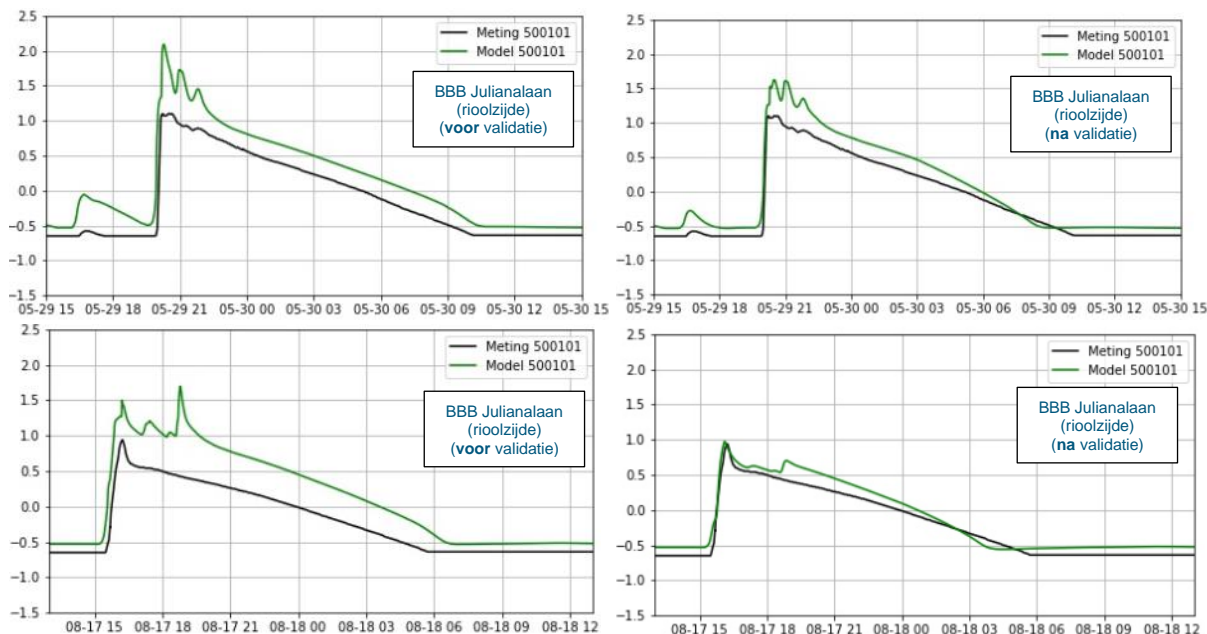 2.5
2.0
1.5
1.0
0.5
0.0
−0.5
−1.0
−1.5
Meting 500101
Model 500101
BBB Julianalaan
(rioolzijde)
(voor validatie)
05-29 15 05-29 18 05-29 21 05-30 00 05-30 03 05-30 06 05-30 09 05-30 12 05-30 15
2.5
2.0
1.5
1.0
0.5
0.0
−0.5
−1.0
−1.5
Meting 500101
Model 500101
BBB Julianalaan
(rioolzijde)
(na validatie)
05-29 15 05-29 18 05-29 21 05-30 00 05-30 03 05-30 06 05-30 09 05-30 12 05-30 15
2.5
2.0
1.5
1.0
0.5
0.0
−0.5
−1.0
−1.5
Meting 500101
Model 500101
BBB Julianalaan
(rioolzijde)
(voor validatie)
08-17 15 08-17 18 08-17 21 08-18 00 08-18 03 08-18 06 08-18 09 08-18 12
2.5
2.0
1.5
1.0
0.5
0.0
−0.5
−1.0
−1.5
Meting 500101
Model 500101
BBB Julianalaan
(rioolzijde)
(na validatie)
08-17 15 08-17 18 08-17 21 08-18 00 08-18 03 08-18 06 08-18 09 08-18 12